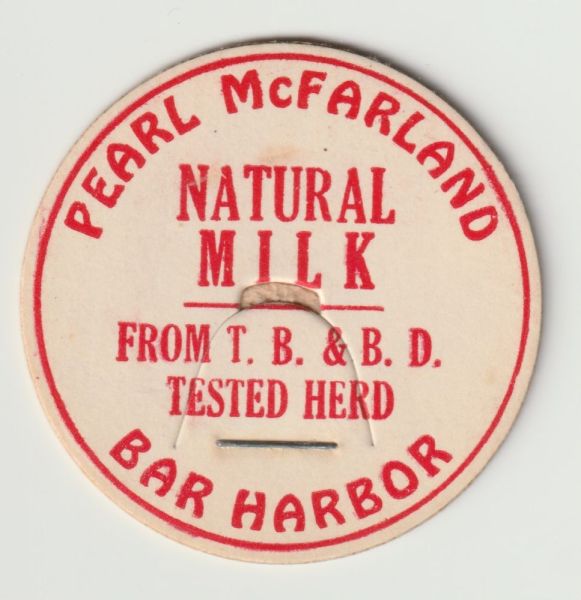 PEARL McFARLAND
NATURAL
MILK
FROM T. B. & B. D.
TESTED HERD
BAR HARBOR